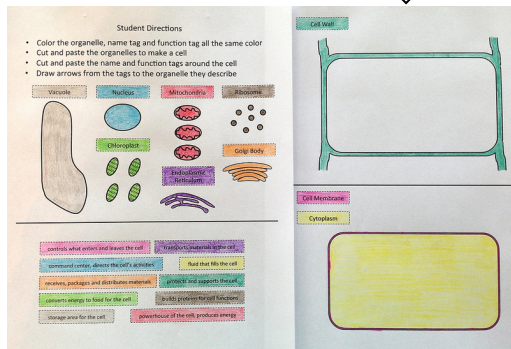 Student Directions
• Color the organelle, name tag and function tag all the same color
• Cut and paste the organelles to make a cell
• Cut and paste the name and function tags around the cell
• Draw arrows from the tags to the organelle they describe
Vacuole
Nucleus
Mitochondria
Ribosome
Chloroplast
Golgi Body
Endoplasmic
Reticulum
controls what enters and leaves the cell
transports materials in the cell
command center, directs the cell's activities
fluid that fills the cell
receives, packages and distributes materials
protects and supports the cell
converts energy to food for the cell
builds proteins for cell functions
storage area for the cell
powerhouse of the cell, produces energy
Cell Wall
Cell Membrane
Cytoplasm